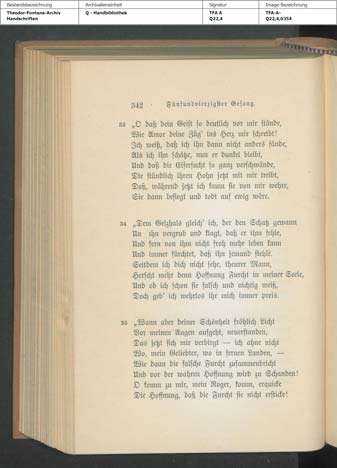 Bestandsbezeichnung Archivalieneinheit Signatur Image-Bezeichnung
Theodor-Fontane-Archiv Q - Handbibliothek TFA A TFA-A-
Handschriften Q22,4 Q22,4,0354
342 Fünfundvierzigster Gesang.
33 „O daß dein Geist so deutlich vor mir stände,
Wie Amor deine Züg' ins Herz mir schreibt!
Ich weiß, daß ich ihn dann nicht anders fände,
Als ich ihn schätze, nun er dunkel bleibt,
Und daß die Eifersucht so ganz verschwände,
Die stündlich ihren Hohn jetzt mit mir treibt,
Daß, während jetzt ich kaum sie von mir wehre,
Sie dann besiegt und todt auf ewig wäre.
34 „Dem Geizhals gleich' ich, der den Schatz gewann
Un ihn vergrub und klagt, daß er ihm fehle,
Und fern von ihm nicht froh mehr leben kann
Und immer fürchtet, daß ihn jemand stehle.
Seitdem ich dich nicht sehe, theurer Mann,
Herrscht mehr denn Hoffnung Furcht in meiner Seele,
Und ob ich schon sie falsch und nichtig weiß,
Doch geb' ich wehrlos ihr mich immer preis.
35 „Wann aber deiner Schönheit fröhlich Licht
Vor meinen Augen aufgeht, neuerstanden,
Das jetzt sich mir verbirgt — ich ahne nicht
Wo, mein Geliebter, wo in fernen Landen, —
Wie dann die falsche Furcht zusammenbricht
Und vor der wahren Hoffnung wird zu Schanden!
O komm zu mir, mein Roger, komm, erquicke
Die Hoffnung, daß die Furcht sie nicht ersticke!